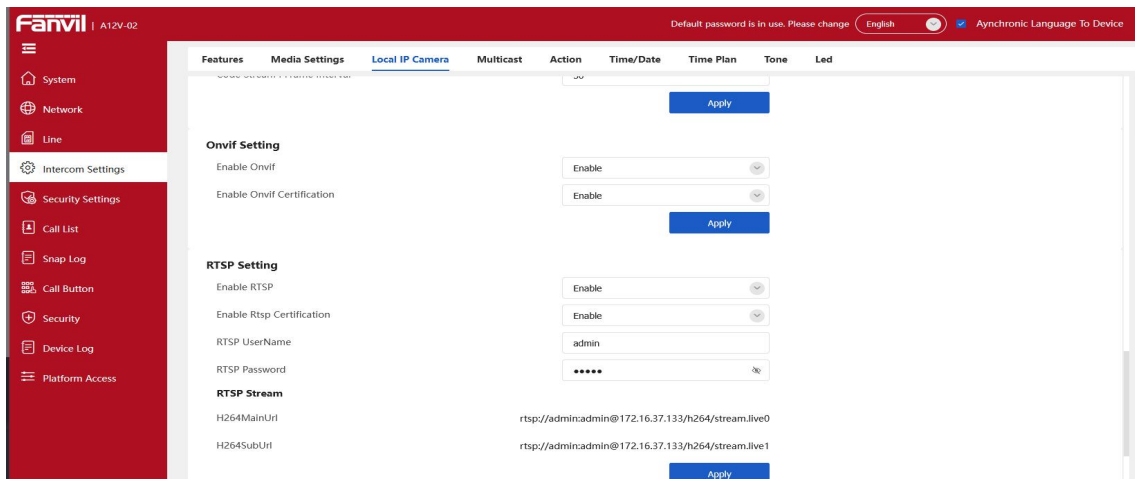 Fanvil | A12V-02
Default password is in use. Please change
English
Aynchronic Language To Device
Features Media Settings Local IP Camera Multicast Action Time/Date Time Plan Tone Led
System
Network
Line
Intercom Settings
Security Settings
Call List
Snap Log
Call Button
Security
Device Log
Platform Access
Apply
Onvif Setting
Enable Onvif Enable
Enable Onvif Certification Enable
Apply
RTSP Setting
Enable RTSP Enable
Enable Rtsp Certification Enable
RTSP UserName admin
RTSP Password •••••
RTSP Stream
H264MainUrl rtsp://admin:admin@172.16.37.133/h264/stream.live0
H264SubUrl rtsp://admin:admin@172.16.37.133/h264/stream.live1
Apply